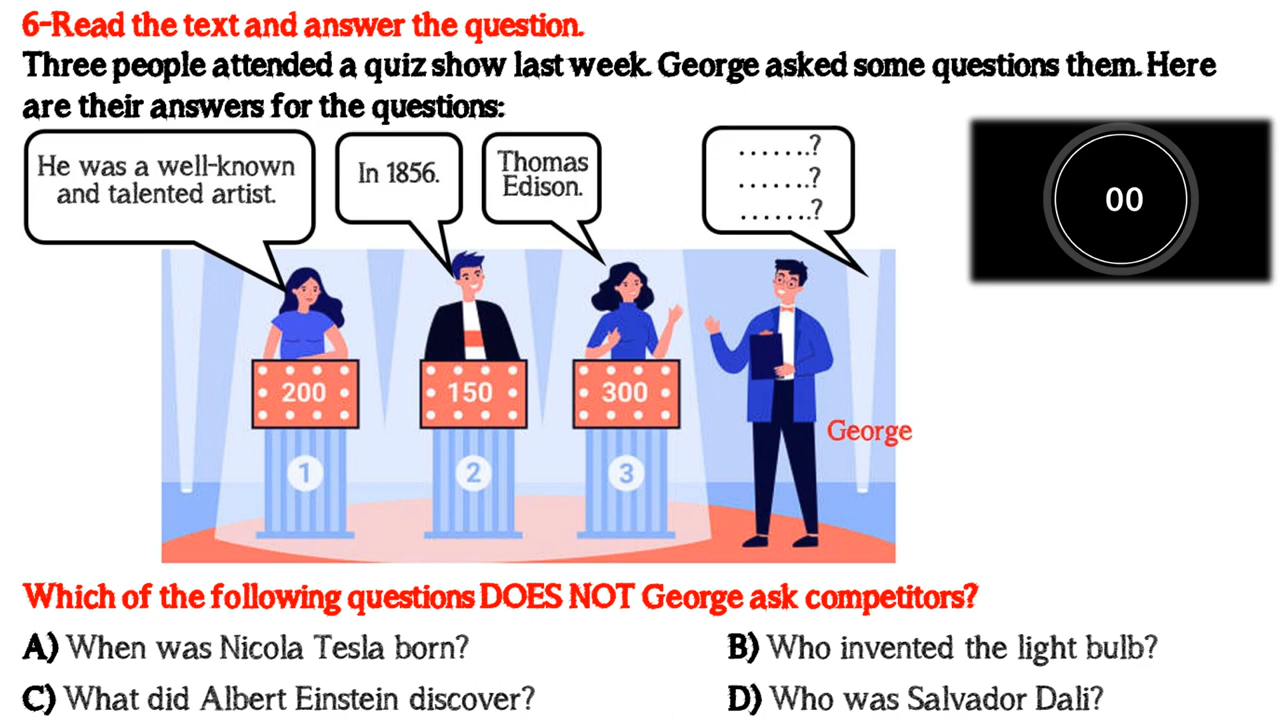 6-Read the text and answer the question.
Three people attended a quiz show last week. George asked some questions them. Here
are their answers for the questions:
He was a well-known
and talented artist.
In 1856.
Thomas
Edison.
.......?
.......?
.......?
00
200
150
300
George
1
2
3
Which of the following questions DOES NOT George ask competitors?
A) When was Nicola Tesla born?
B) Who invented the light bulb?
C) What did Albert Einstein discover?
D) Who was Salvador Dali?